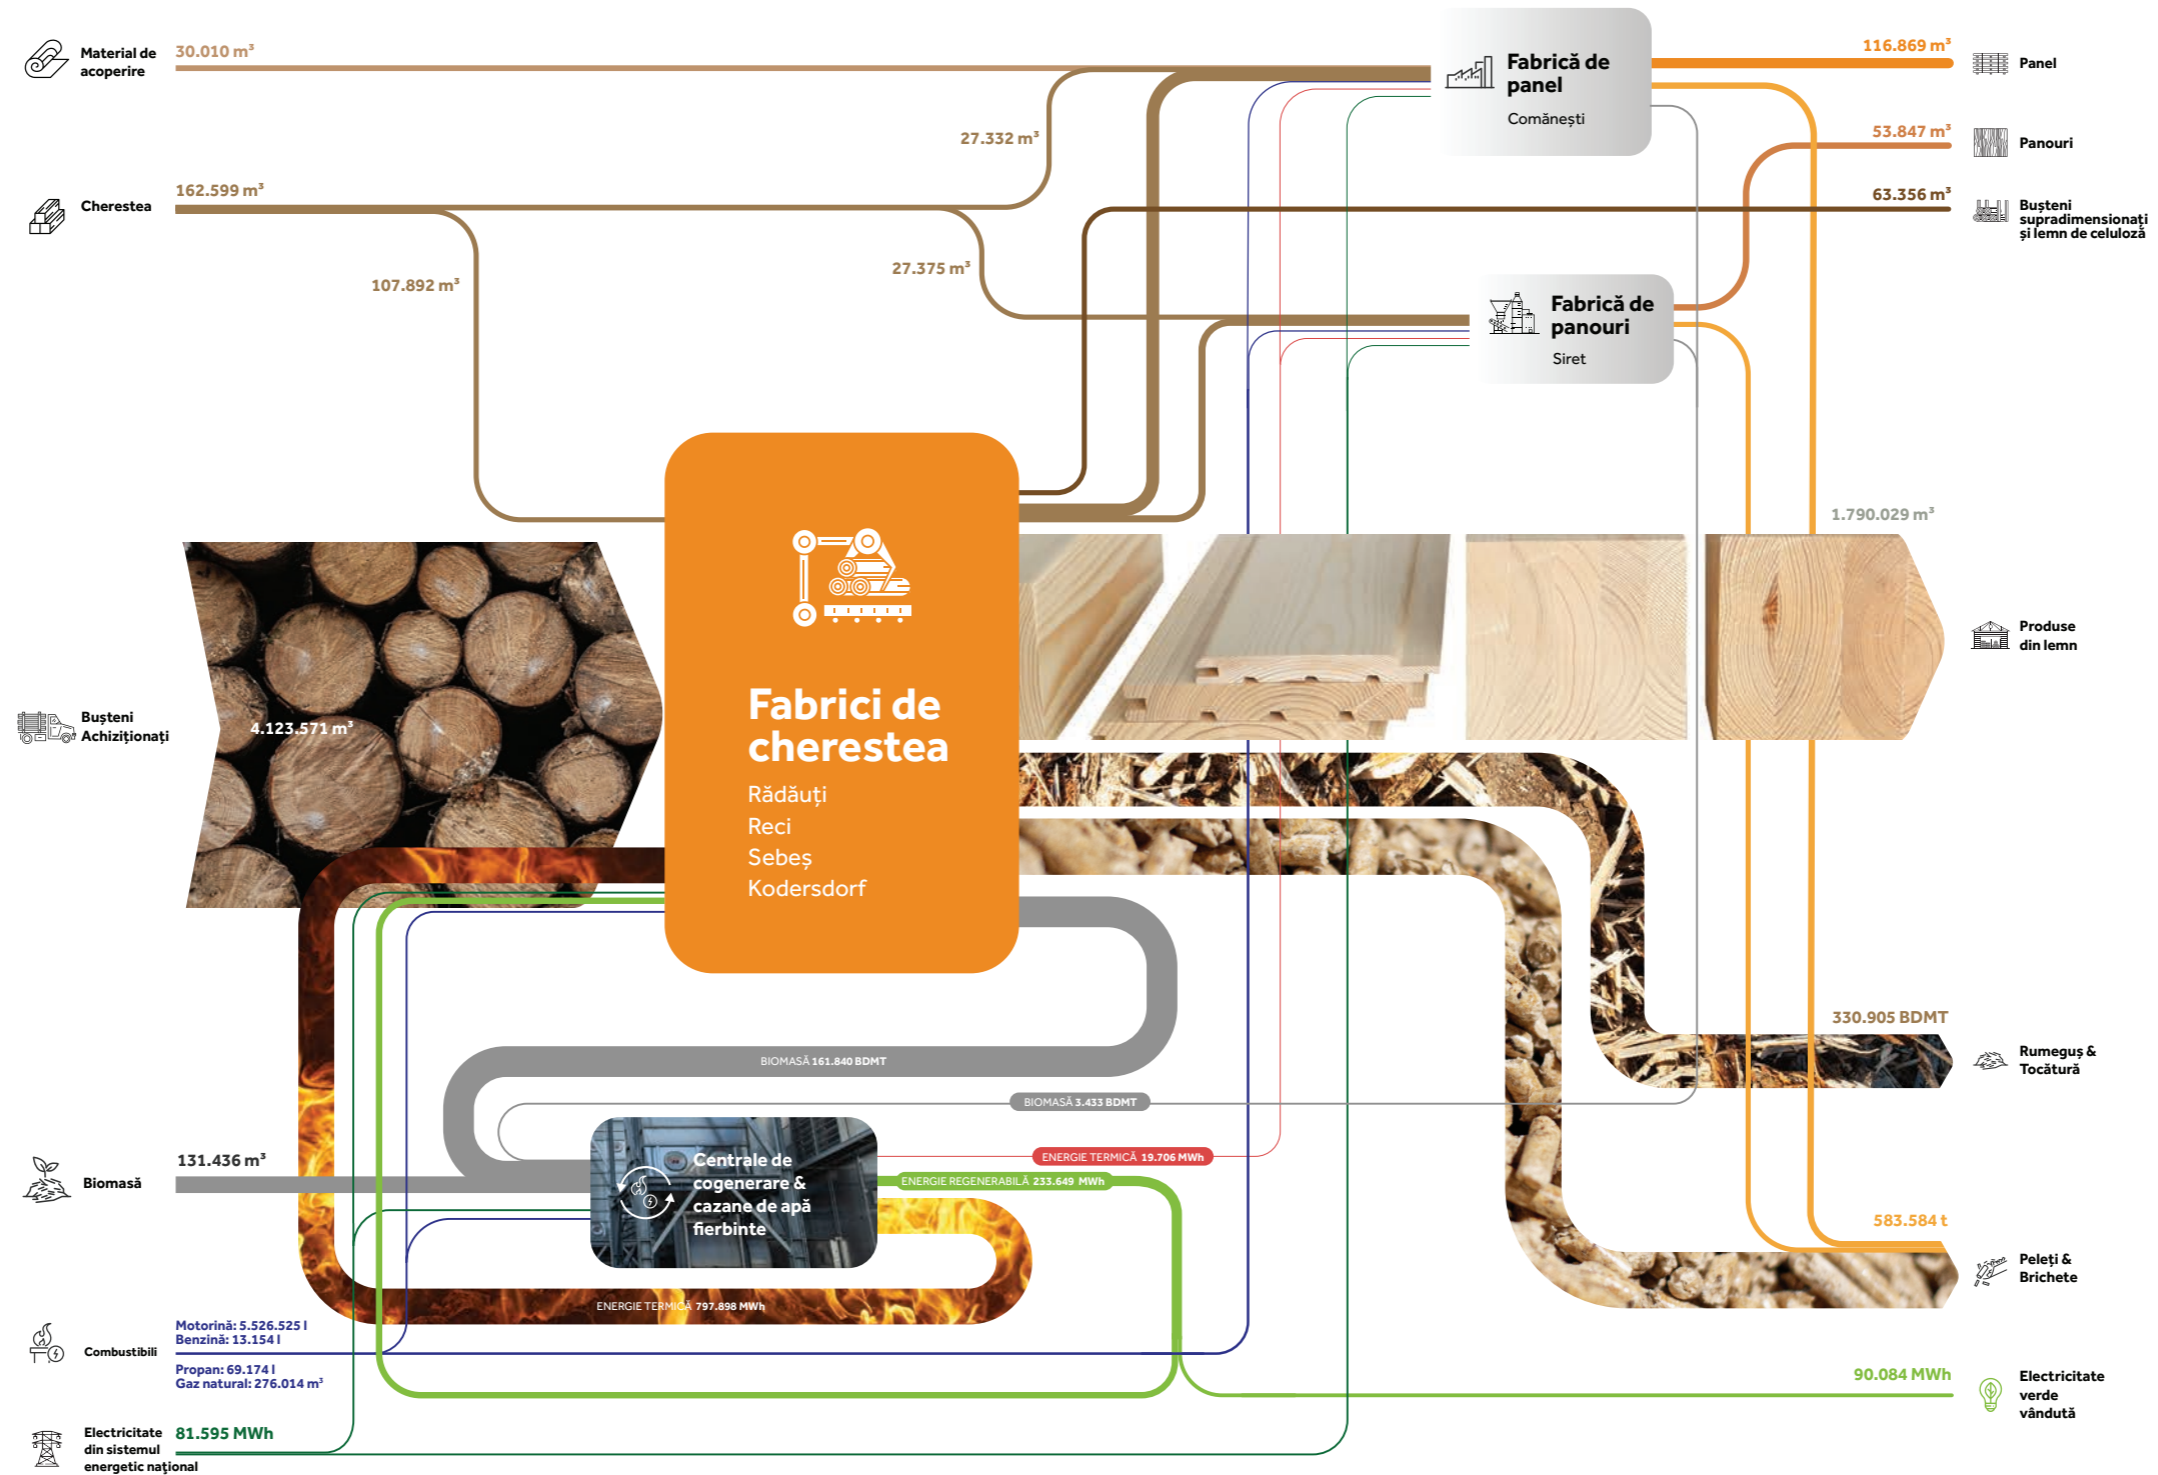 Material de
acoperire
30.010 m³
Cherestea
162.599 m³
107.892 m³
27.332 m³
27.375 m³
Fabrică de
panel
Comănești
Fabrică de
panouri
Siret
116.869 m³
Panel
53.847 m³
Panouri
63.356 m³
Bușteni
supradimensionați
și lemn de celuloză
Bușteni
Achiziționați
4.123.571 m³
Fabrici de
cherestea
Rădăuți
Reci
Sebeș
Kodersdorf
1.790.029 m³
Produse
din lemn
330.905 BDMT
Rumeguș &
Tocătură
BIOMASĂ 161.840 BDMT
BIOMASĂ 3.433 BDMT
Biomasă
131.436 m³
Centrale de
cogenerare &
cazane de apă
fierbinte
ENERGIE TERMICĂ 19.706 MWh
ENERGIE REGENERABILĂ 233.649 MWh
ENERGIE TERMICĂ 797.898 MWh
583.584 t
Peleți &
Brichete
Combustibili
Motorină: 5.526.525 l
Benzină: 13.154 l
Propan: 69.174 l
Gaz natural: 276.014 m³
90.084 MWh
Electricitate
verde
vândută
Electricitate
din sistemul
energetic național
81.595 MWh